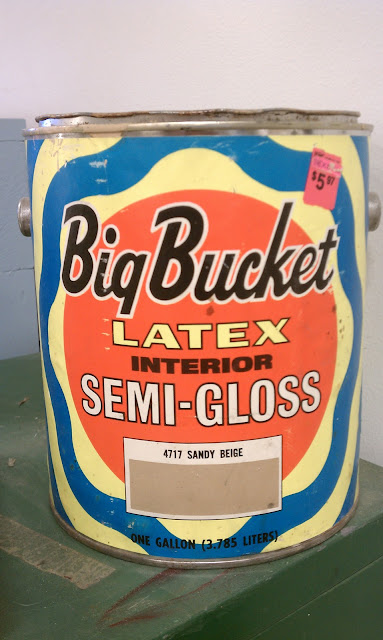 $5.97
Big Bucket
LATEX
INTERIOR
SEMI-GLOSS
4717 SANDY BEIGE
ONE GALLON (3.785 LITERS)